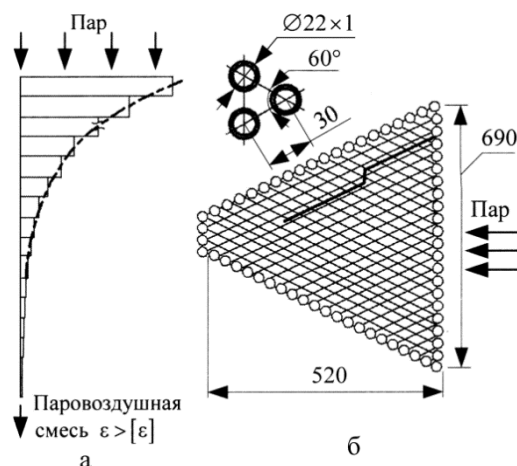 Пар
Ø22×1
60°
30
690
Пар
520
Паровоздушная
смесь ε>[ε]
а
б